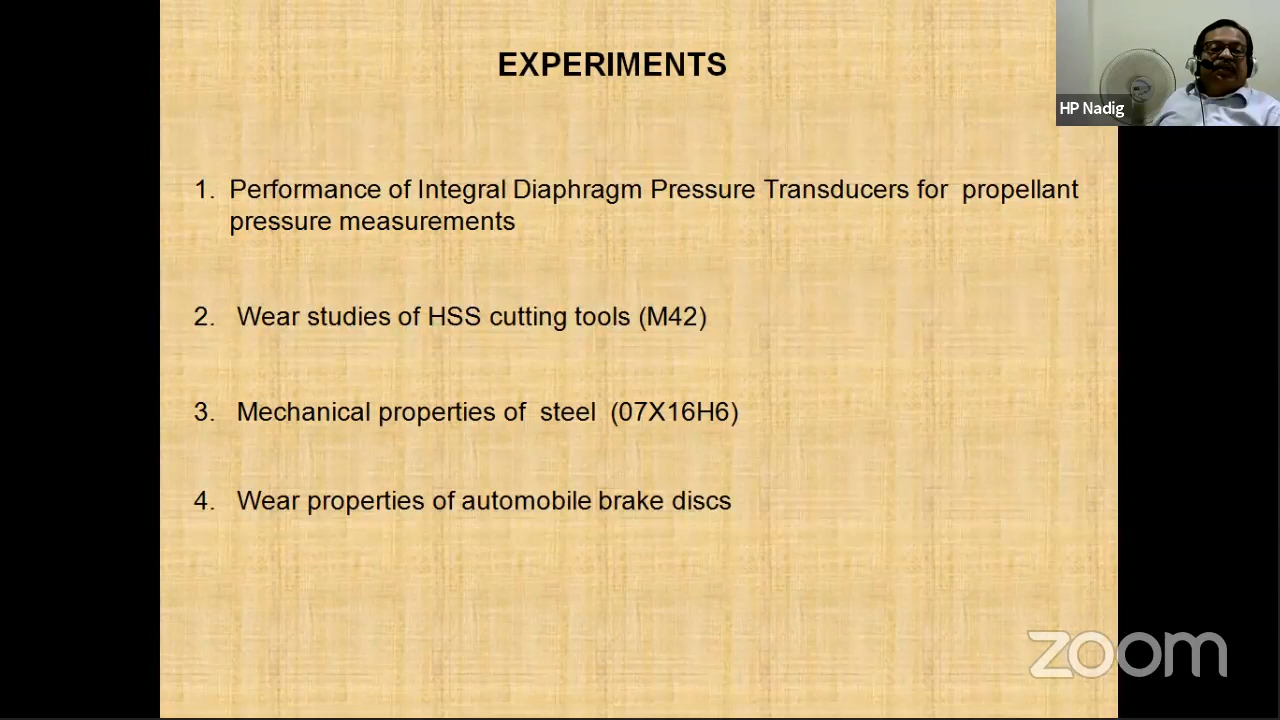 EXPERIMENTS
HP Nadig
1. Performance of Integral Diaphragm Pressure Transducers for propellant
pressure measurements
2. Wear studies of HSS cutting tools (M42)
3. Mechanical properties of steel (07X16H6)
4. Wear properties of automobile brake discs
zoom